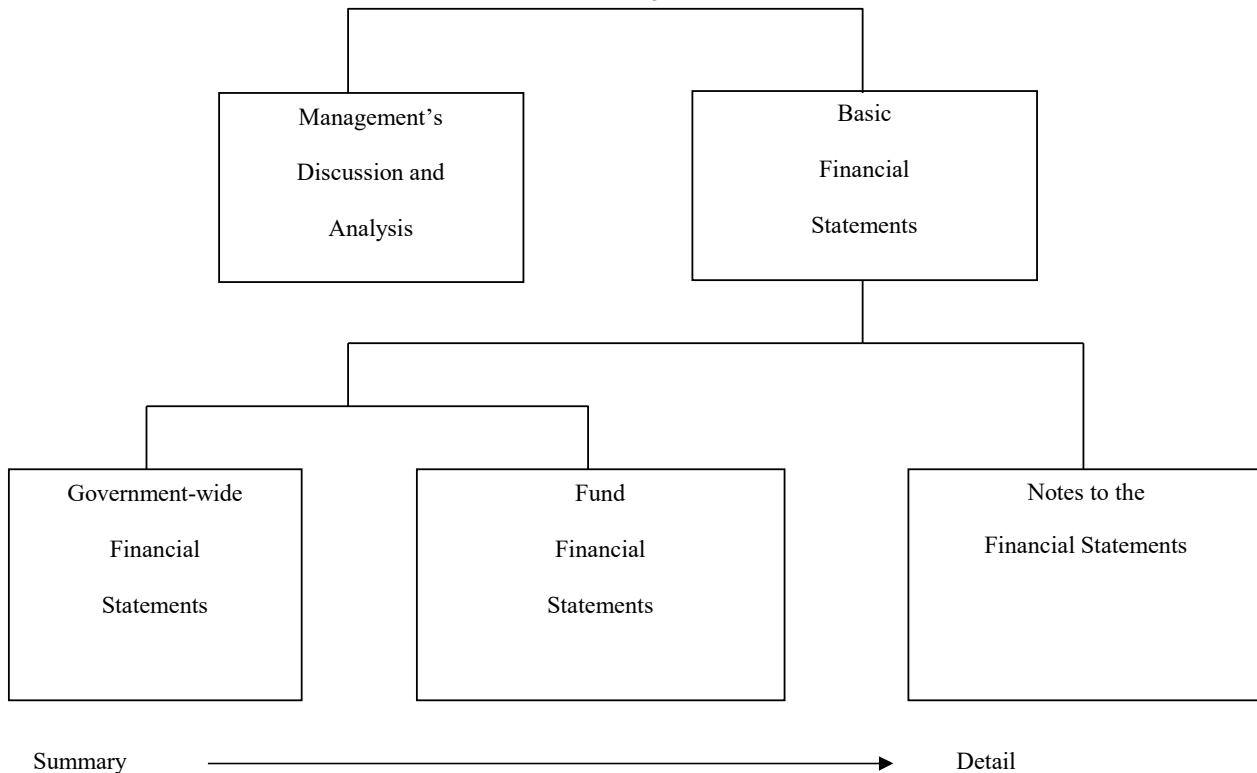 Management’s
Discussion and
Analysis
Basic
Financial
Statements
Government-wide
Financial
Statements
Fund
Financial
Statements
Notes to the
Financial Statements
Summary
Detail